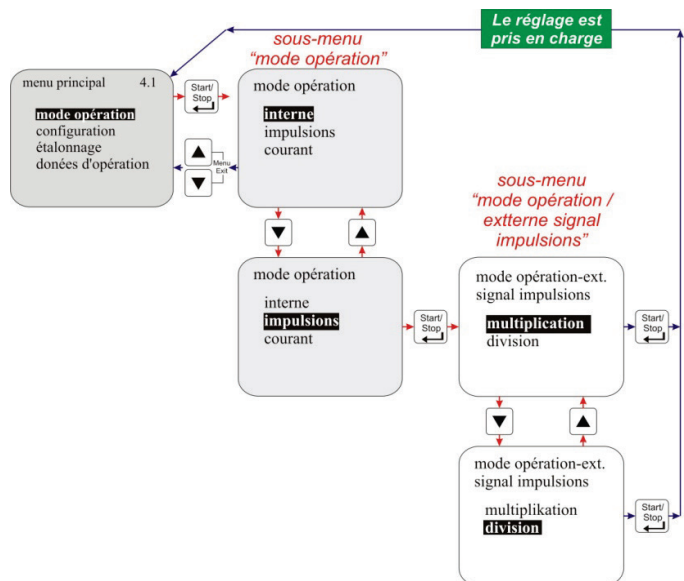 Le réglage est
pris en charge
sous-menu
"mode opération"
menu principal 4.1
mode opération
configuration
étalonnage
donées d'opération
Start/
Stop
Menu
Exit
mode opération
interne
impulsions
courant
sous-menu
"mode opération /
extterne signal
impulsions"
mode opération
interne
impulsions
courant
Start/
Stop
mode opération-ext.
signal impulsions
multiplication
division
Start/
Stop
mode opération-ext.
signal impulsions
multiplikation
division
Start/
Stop